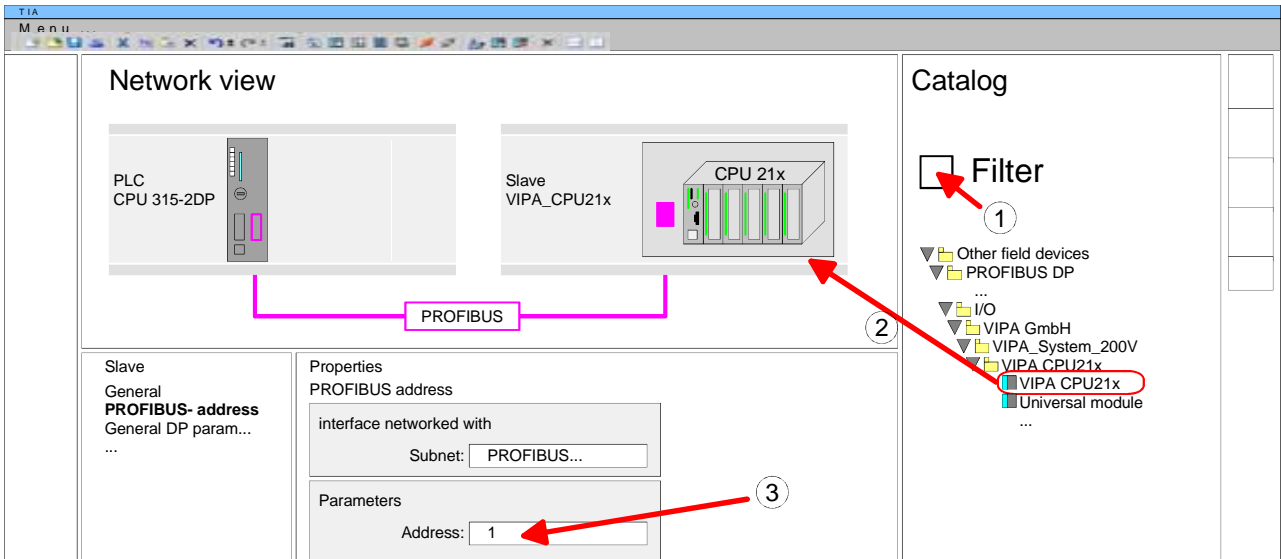 TIA
Menu ...
Network view
PLC
CPU 315-2DP
Slave
VIPA_CPU21x
CPU 21x
PROFIBUS
2
Catalog
Filter
1
Other field devices
PROFIBUS DP
...
I/O
VIPA GmbH
VIPA_System_200V
VIPA CPU21x
VIPA CPU21x
Universal module
...
Slave
General
PROFIBUS- address
General DP param...
...
Properties
PROFIBUS address
interface networked with
Subnet: PROFIBUS...
Parameters
Address: 1
3